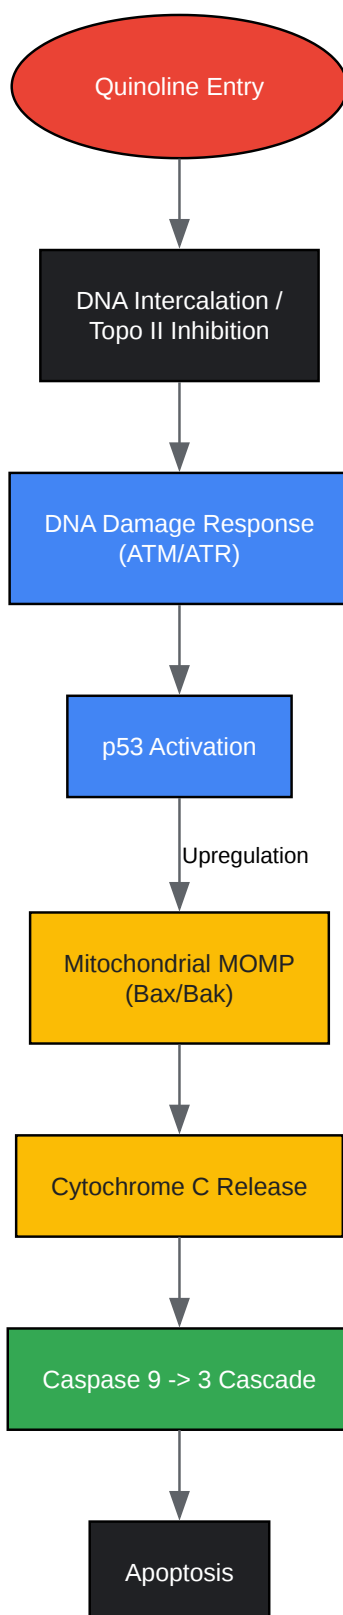 Quinoline Entry
DNA Intercalation /
Topo II Inhibition
DNA Damage Response
(ATM/ATR)
p53 Activation
Upregulation
Mitochondrial MOMP
(Bax/Bak)
Cytochrome C Release
Caspase 9 -> 3 Cascade
Apoptosis